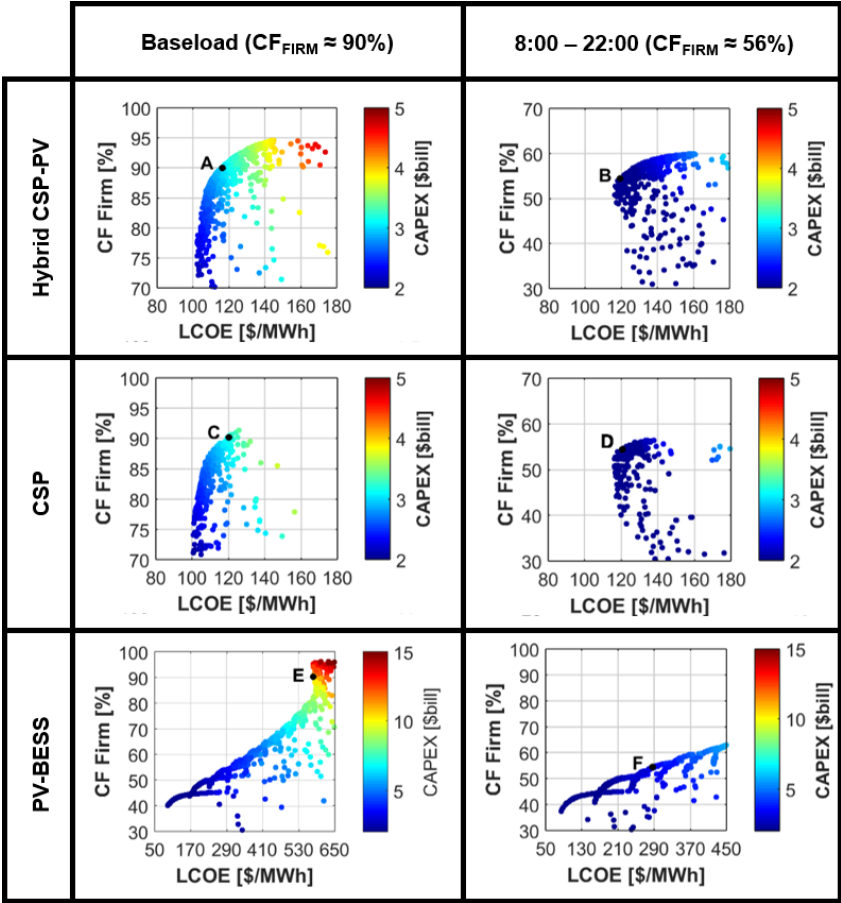 Baseload (CF_FIRM ≈ 90%)
8:00 – 22:00 (CF_FIRM ≈ 56%)
Hybrid CSP-PV
CF Firm [%]
100
95
90
85
80
75
70
A
80 100 120 140 160 180
LCOE [$/MWh]
5
4
3
2
CAPEX [$bill]
CF Firm [%]
70
60
50
40
30
B
80 100 120 140 160 180
LCOE [$/MWh]
5
4
3
2
CAPEX [$bill]
CSP
CF Firm [%]
100
95
90
85
80
75
70
C
80 100 120 140 160 180
LCOE [$/MWh]
5
4
3
2
CAPEX [$bill]
CF Firm [%]
70
60
50
40
30
D
80 100 120 140 160 180
LCOE [$/MWh]
5
4
3
2
CAPEX [$bill]
PV-BESS
CF Firm [%]
100
90
80
70
60
50
40
30
E
50 170 290 410 530 650
LCOE [$/MWh]
15
10
5
CAPEX [$bill]
CF Firm [%]
100
90
80
70
60
50
40
30
F
50 130 210 290 370 450
LCOE [$/MWh]
15
10
5
CAPEX [$bill]